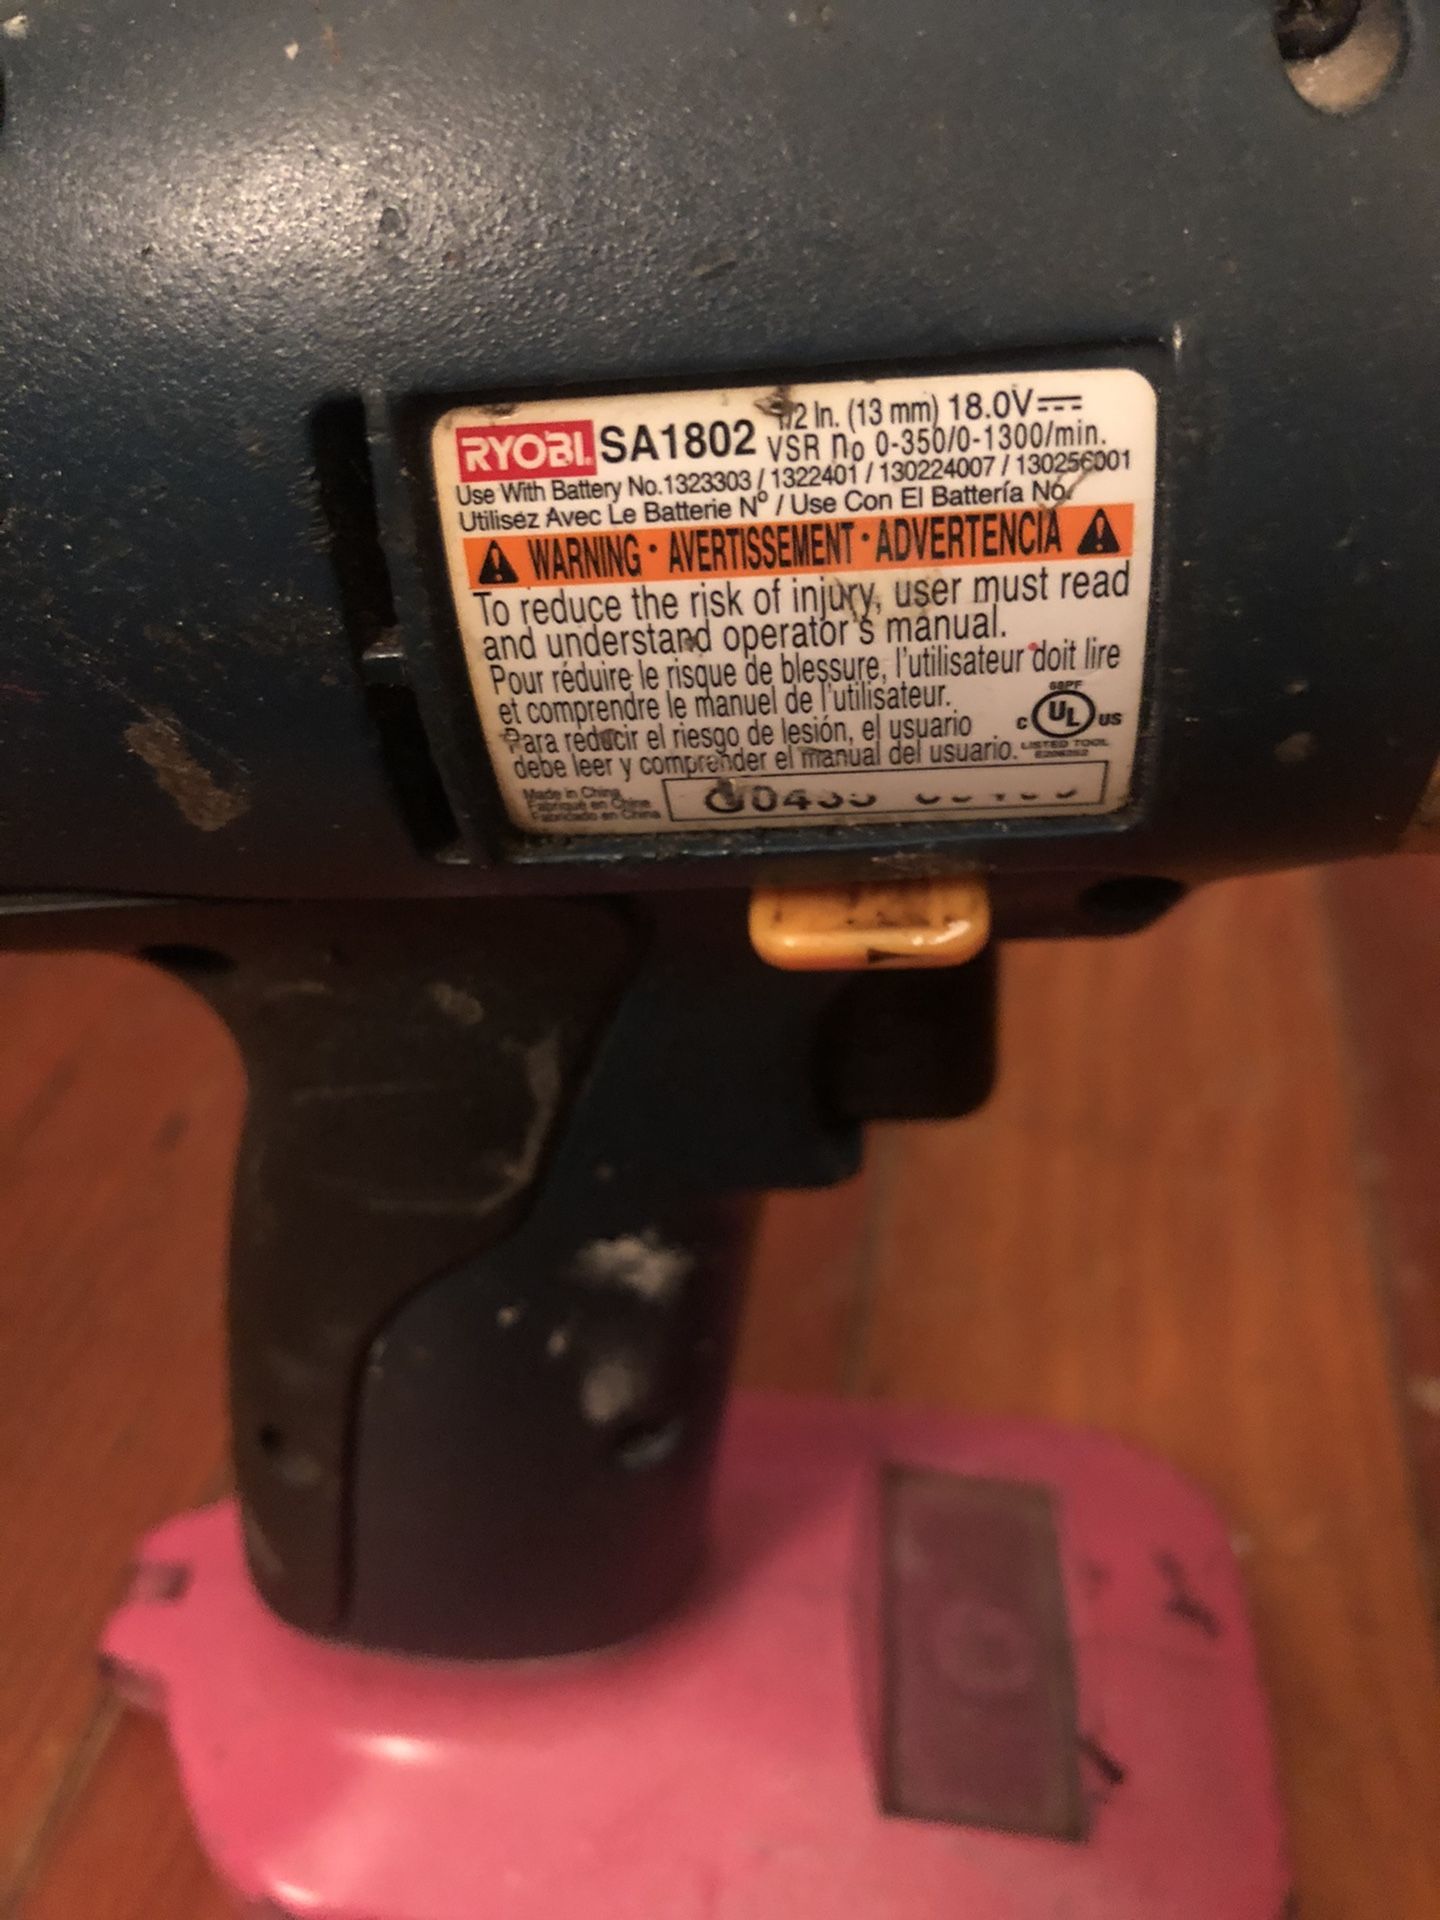 RYOBI SA1802 1/2 In. (13 mm) 18.0V
VSR no 0-350/0-1300/min.
Use With Battery No.1323303 / 1322401 / 130224007 / 130256001
Utilisez Avec Le Batterie Nº / Use Con El Batteria No.
WARNING · AVERTISSEMENT · ADVERTENCIA
To reduce the risk of injury, user must read
and understand operator's manual.
Pour réduire le risque de blessure, l'utilisateur doit lire
et comprendre le manuel de l'utilisateur.
Para reducir el riesgo de lesión, el usuario
debe leer y comprender el manual del usuario.
60PF
C UL US
LISTED TOOL
Made in China
Fabriqué en Chine
Fabricado en China